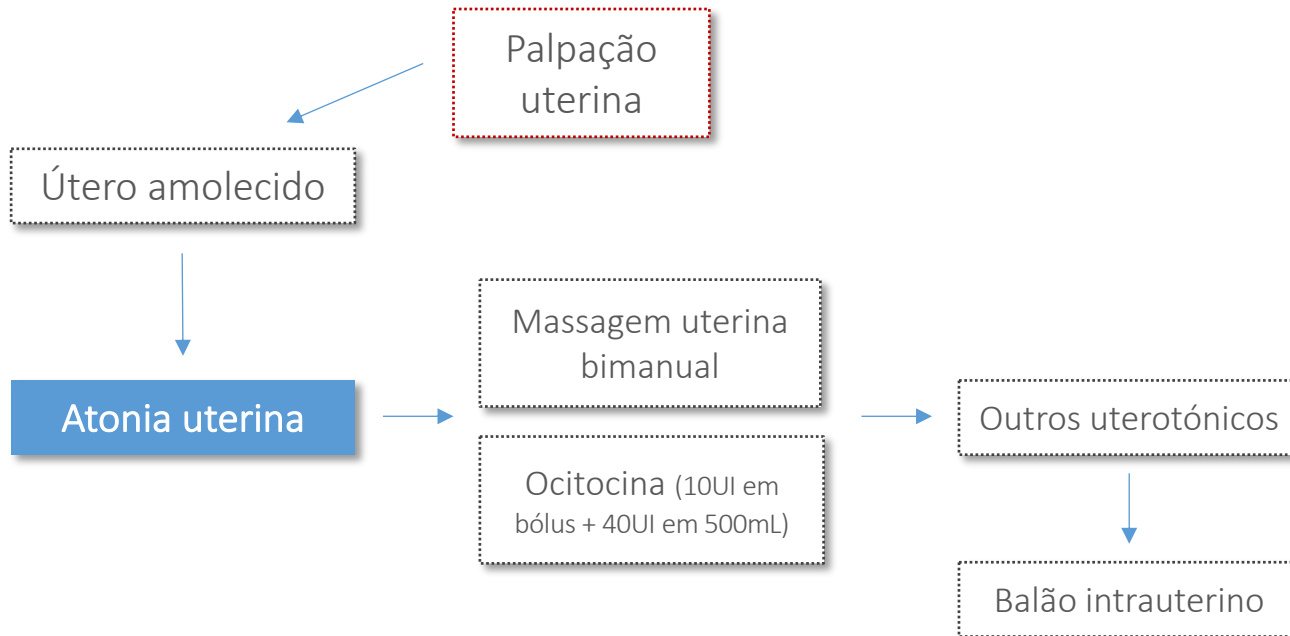 Palpação
uterina
Útero amolecido
Atonia uterina
Massagem uterina
bimanual
Ocitocina (10UI em
bólus + 40UI em 500mL)
Outros uterotónicos
Balão intrauterino